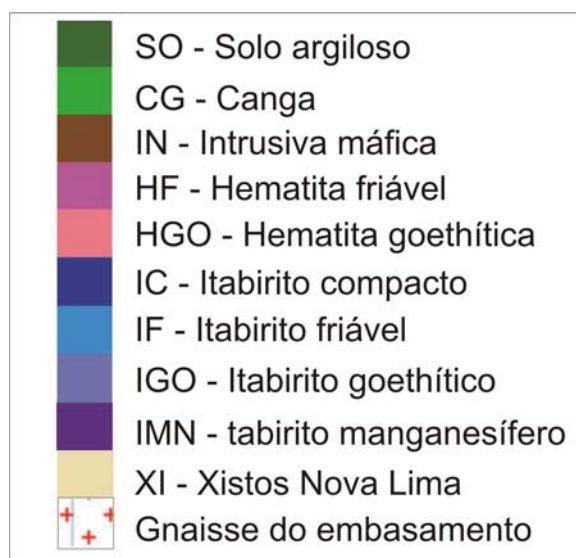 SO - Solo argiloso
CG - Canga
IN - Intrusiva máfica
HF - Hematita friável
HGO - Hematita goethítica
IC - Itabirito compacto
IF - Itabirito friável
IGO - Itabirito goethítico
IMN - tabirito manganesífero
XI - Xistos Nova Lima
Gnaisse do embasamento